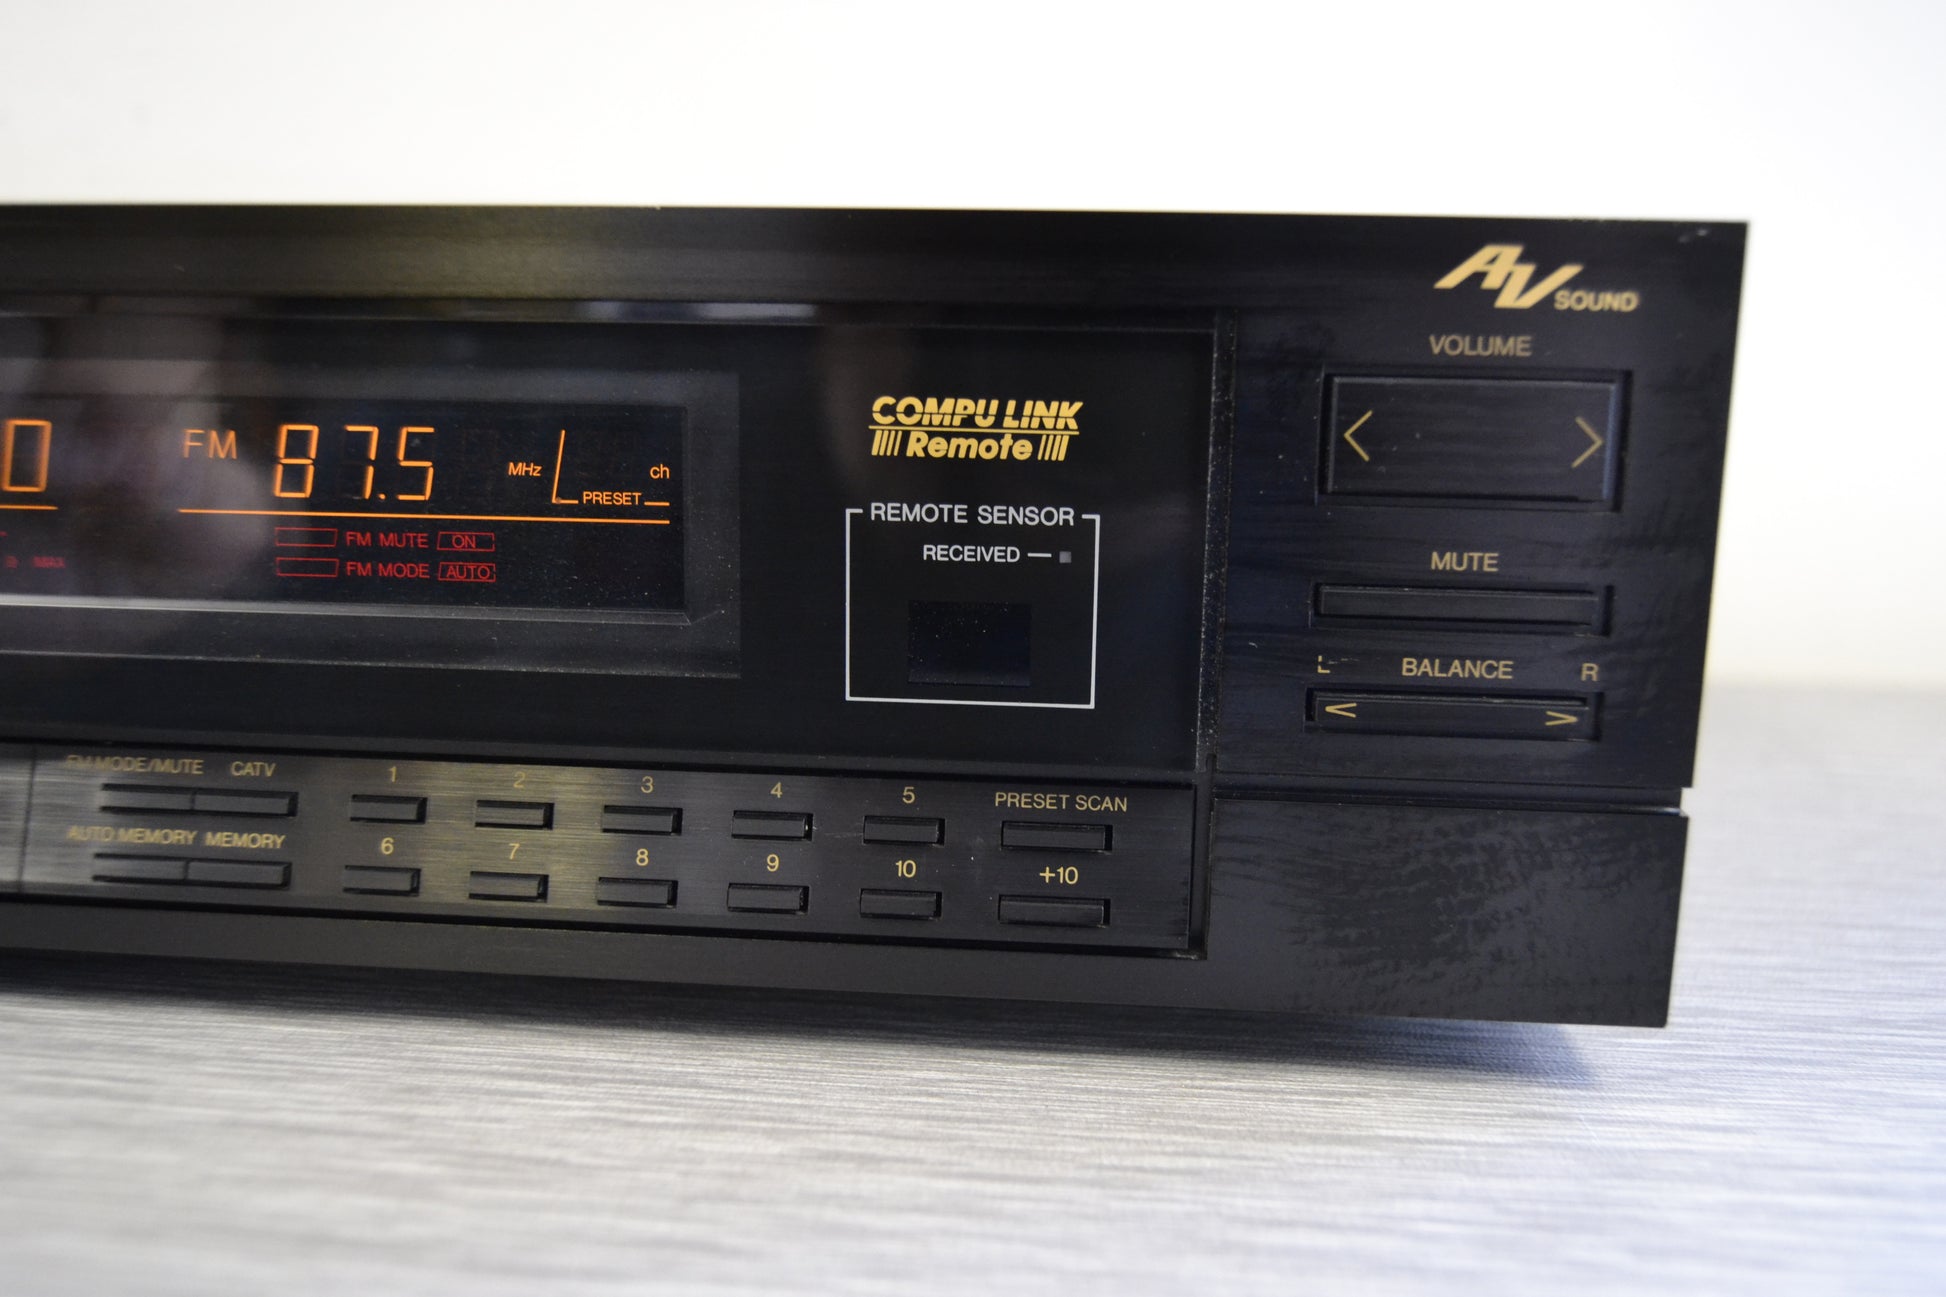 AV SOUND
VOLUME
< >
MUTE
L BALANCE R
< >
COMPU LINK
Remote
REMOTE SENSOR
RECEIVED
0 FM 87.5 MHz ch
PRESET
FM MUTE ON
MAX
FM MODE AUTO
FM MODE/MUTE CATV 1 2 3 4 5 PRESET SCAN
AUTO MEMORY MEMORY 6 7 8 9 10 +10